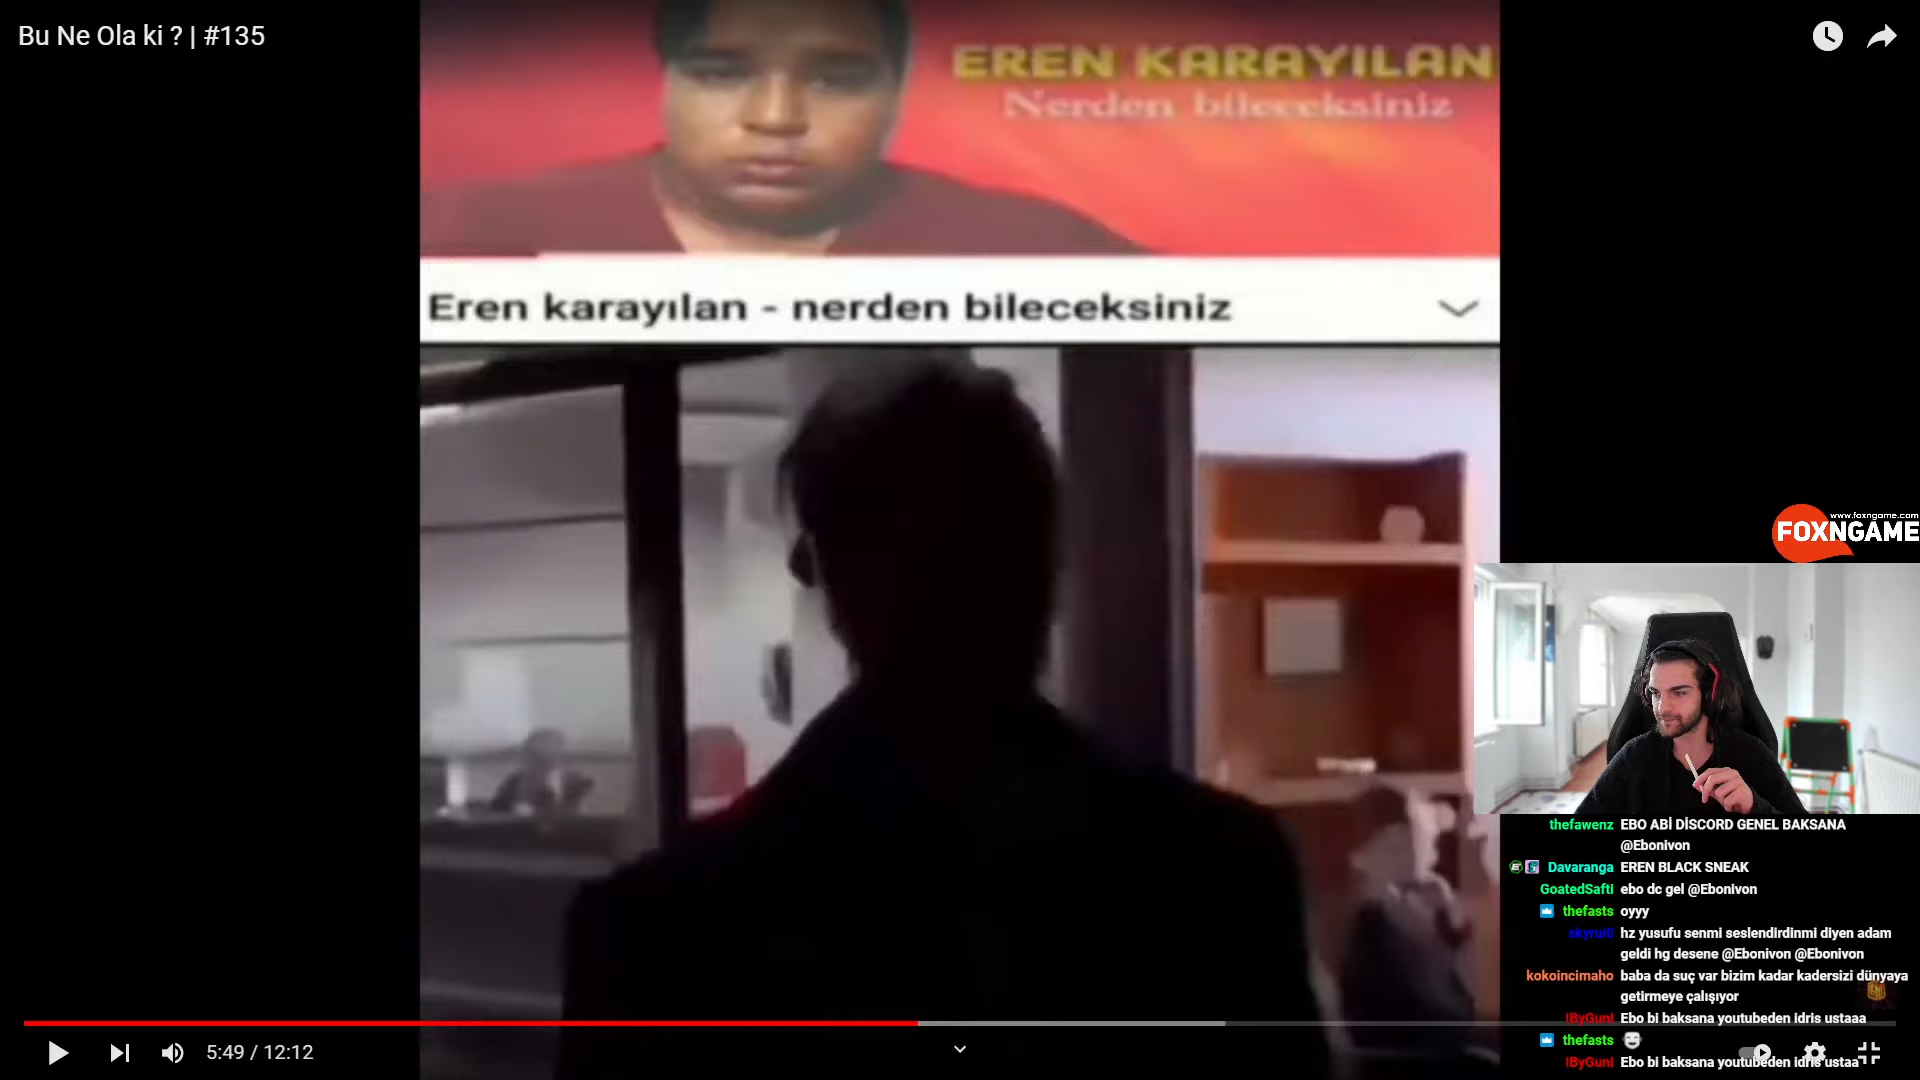 Bu Ne Ola ki ? | #135
EREN KARAYILAN
Nerden bileceksiniz
Eren karayılan - nerden bileceksiniz
www.foxngame.com
FOXNGAME
thefawenz EBO ABİ DİSCORD GENEL BAKSANA
@Ebonivon
Davaranga EREN BLACK SNEAK
GoatedSafti ebo dc gel @Ebonivon
thefasts oyyy
hz yusufu senmi seslendirdinmi diyen adam
geldi hg desene @Ebonivon @Ebonivon
kokoincimaho baba da suç var bizim kadar kadersizi dünyaya
getirmeye çalışıyor
Ebo bi baksana youtubeden idris ustaaa
thefasts
Ebo bi baksana youtubeden idris ustaa
5:49 / 12:12